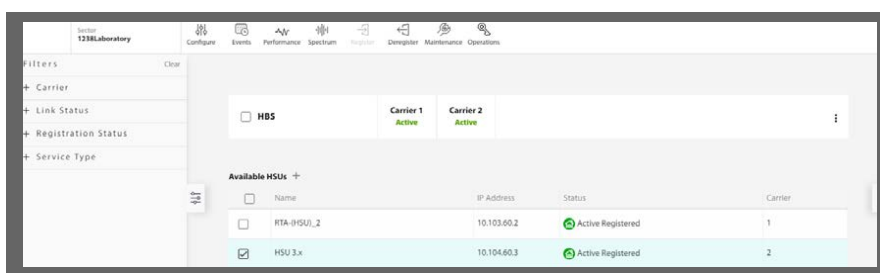 Sector
1238Laboratory
Configure Events Performance Spectrum Register Deregister Maintenance Operations
Filters Clear
+ Carrier
+ Link Status
+ Registration Status
+ Service Type
HBS
Carrier 1 Carrier 2
Active Active
Available HSUs +
Name IP Address Status Carrier
RTA-(HSU)_2 10.103.60.2 Active Registered 1
HSU 3.x 10.104.60.3 Active Registered 2